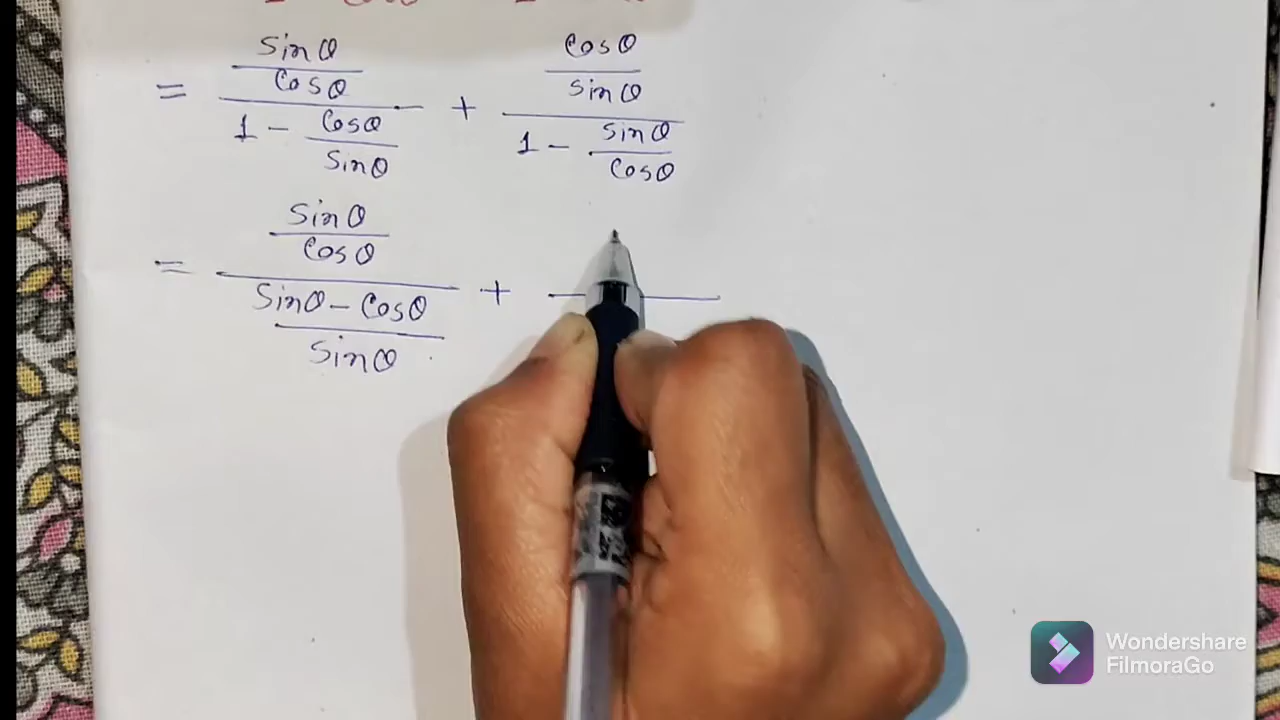 = sinθ/cosθ / 1 - cosθ/sinθ + cosθ/sinθ / 1 - sinθ/cosθ
= sinθ/cosθ / sinθ - cosθ/sinθ +
Wondershare
FilmoraGo